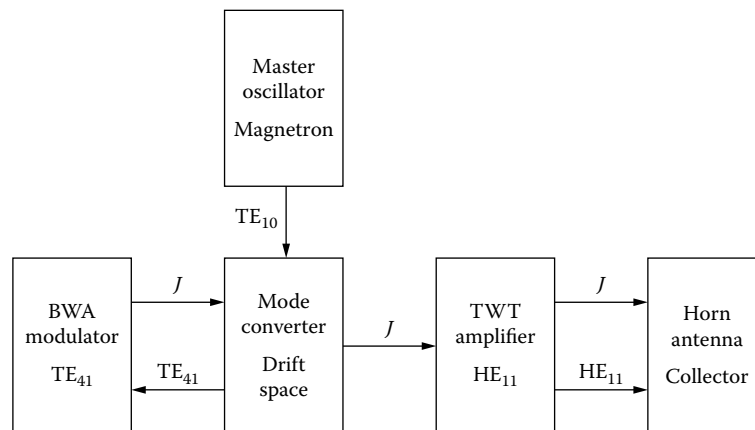 Master
oscillator
Magnetron
TE₁₀
BWA
modulator
TE₄₁
J
TE₄₁
Mode
converter
Drift
space
J
TWT
amplifier
HE₁₁
J
HE₁₁
Horn
antenna
Collector